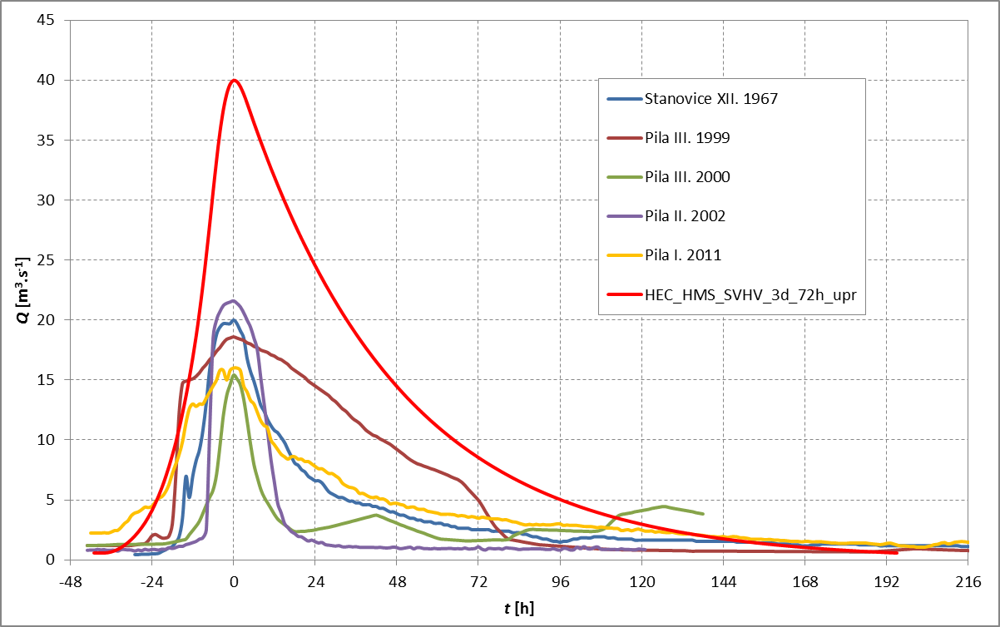 45
40
35
30
25
20
15
10
5
0
Q [m³.s⁻¹]
Stanovice XII. 1967
Pila III. 1999
Pila III. 2000
Pila II. 2002
Pila I. 2011
HEC_HMS_SVHV_3d_72h_upr
-48 -24 0 24 48 72 96 120 144 168 192 216
t [h]